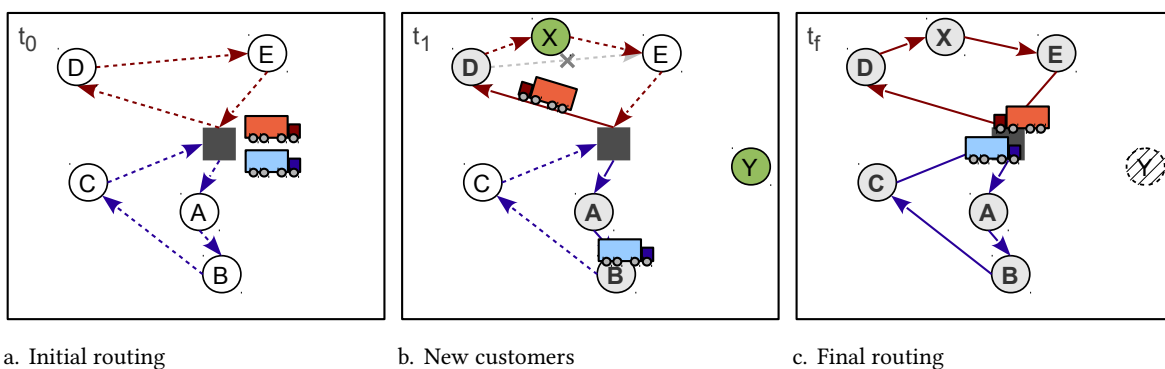 t0
D
E
C
A
B
a. Initial routing
t1
X
D
E
Y
C
A
B
b. New customers
tf
X
D
E
Y
C
A
B
c. Final routing